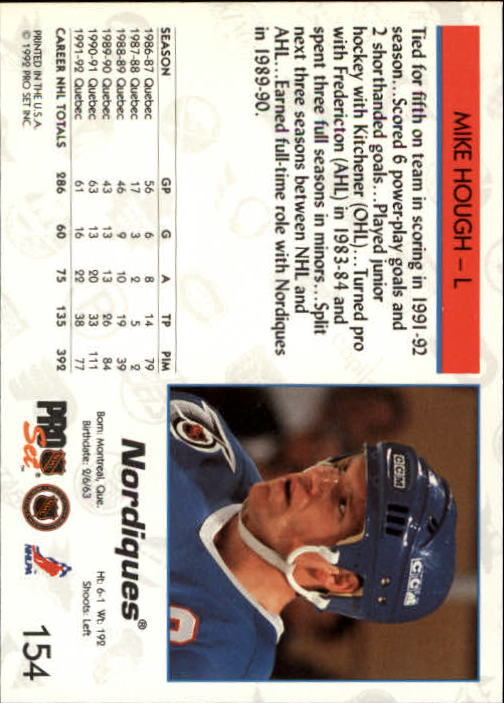 MIKE HOUGH – L
Tied for fifth on team in scoring in 1991-92
season...Scored 6 power-play goals and
2 shorthanded goals...Played junior
hockey with Kitchener (OHL)...Turned pro
with Fredericton (AHL) in 1983-84 and
spent three full seasons in minors...Split
next three seasons between NHL and
AHL...Earned full-time role with Nordiques
in 1989-90.
SEASON GP G A TP PIM
1986-87 Quebec 56 6 8 14 79
1987-88 Quebec 17 3 2 5 2
1988-89 Quebec 46 9 10 19 39
1989-90 Quebec 43 13 13 26 84
1990-91 Quebec 63 13 20 33 111
1991-92 Quebec 61 16 22 38 77
CAREER NHL TOTALS 286 60 75 135 392
PRINTED IN THE U.S.A.
© 1992 PRO SET INC.
CCM
CCM
Nordiques®
Born: Montreal, Que. Ht: 6-1 Wt: 192
Birthdate: 2/6/63 Shoots: Left
PRO
Set™
NHL
NHLPA
154